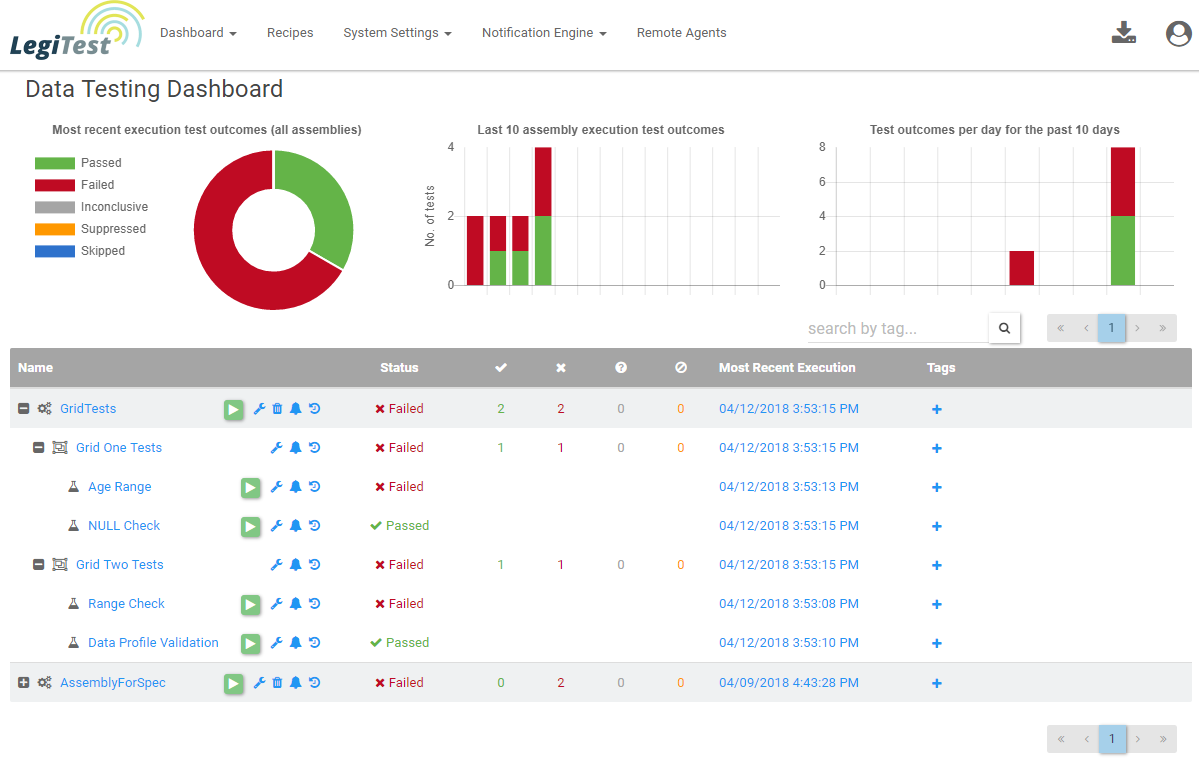 LegiTest
Dashboard Recipes System Settings Notification Engine Remote Agents
Data Testing Dashboard
Most recent execution test outcomes (all assemblies)
Passed
Failed
Inconclusive
Suppressed
Skipped
Last 10 assembly execution test outcomes
No. of tests
4
2
0
Test outcomes per day for the past 10 days
8
6
4
2
0
search by tag...
« ‹ 1 › »
Name Status Most Recent Execution Tags
GridTests Failed 2 2 0 0 04/12/2018 3:53:15 PM
Grid One Tests Failed 1 1 0 0 04/12/2018 3:53:15 PM
Age Range Failed 04/12/2018 3:53:13 PM
NULL Check Passed 04/12/2018 3:53:15 PM
Grid Two Tests Failed 1 1 0 0 04/12/2018 3:53:15 PM
Range Check Failed 04/12/2018 3:53:08 PM
Data Profile Validation Passed 04/12/2018 3:53:10 PM
AssemblyForSpec Failed 0 2 0 0 04/09/2018 4:43:28 PM
« ‹ 1 › »